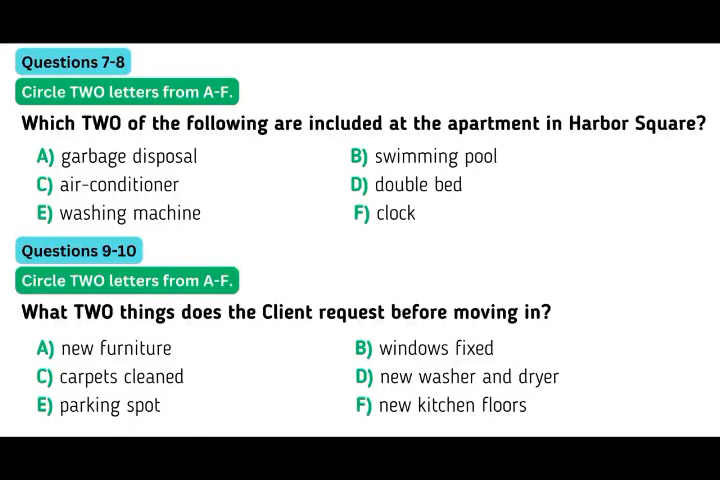 Questions 7-8
Circle TWO letters from A-F.
Which TWO of the following are included at the apartment in Harbor Square?
A) garbage disposal B) swimming pool
C) air-conditioner D) double bed
E) washing machine F) clock
Questions 9-10
Circle TWO letters from A-F.
What TWO things does the Client request before moving in?
A) new furniture B) windows fixed
C) carpets cleaned D) new washer and dryer
E) parking spot F) new kitchen floors